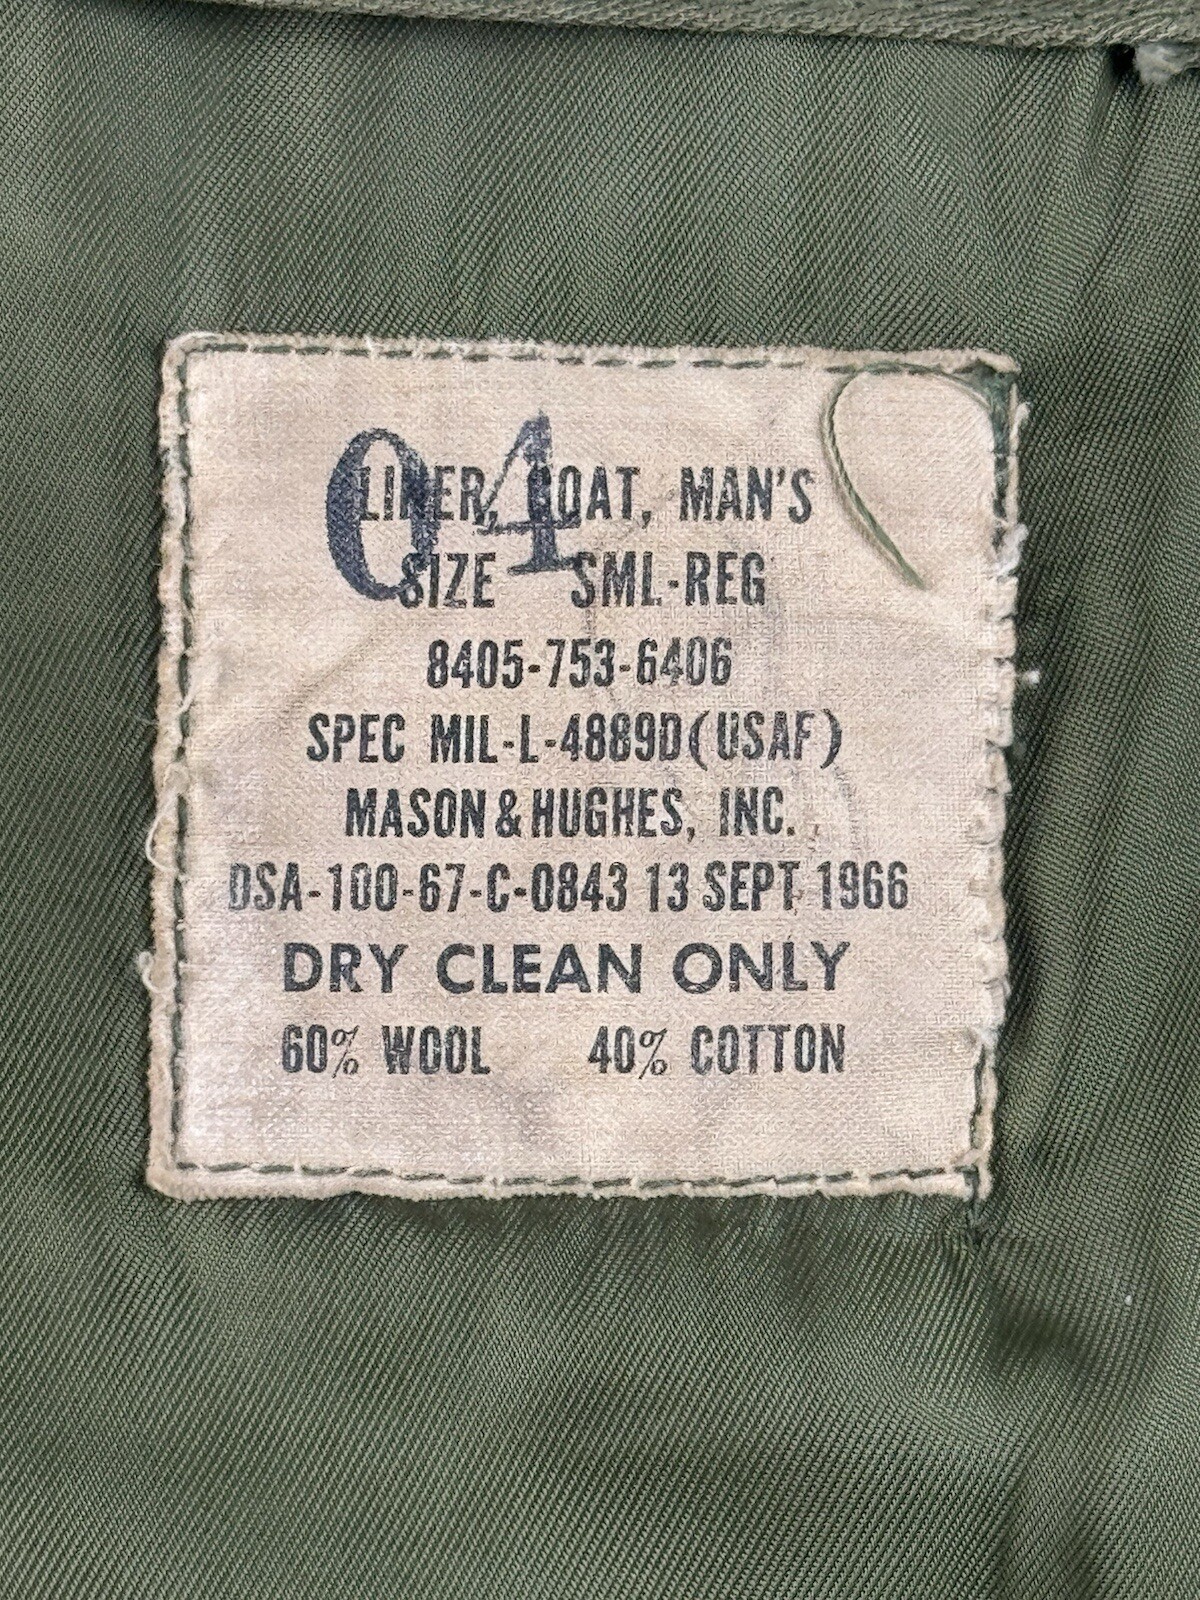 04
LINER, COAT, MAN'S
SIZE SML-REG
8405-753-6406
SPEC MIL-L-4889D(USAF)
MASON & HUGHES, INC.
DSA-100-67-C-0843 13 SEPT 1966
DRY CLEAN ONLY
60% WOOL 40% COTTON